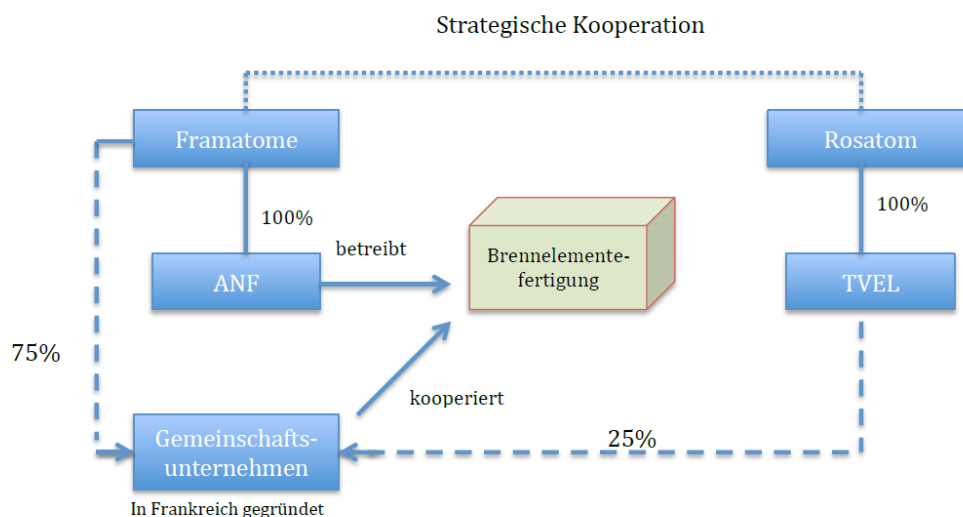 Strategische Kooperation
Framatome
Rosatom
100%
100%
betreibt
Brennelemente-
fertigung
ANF
TVEL
75%
kooperiert
Gemeinschafts-
unternehmen
25%
In Frankreich gegründet